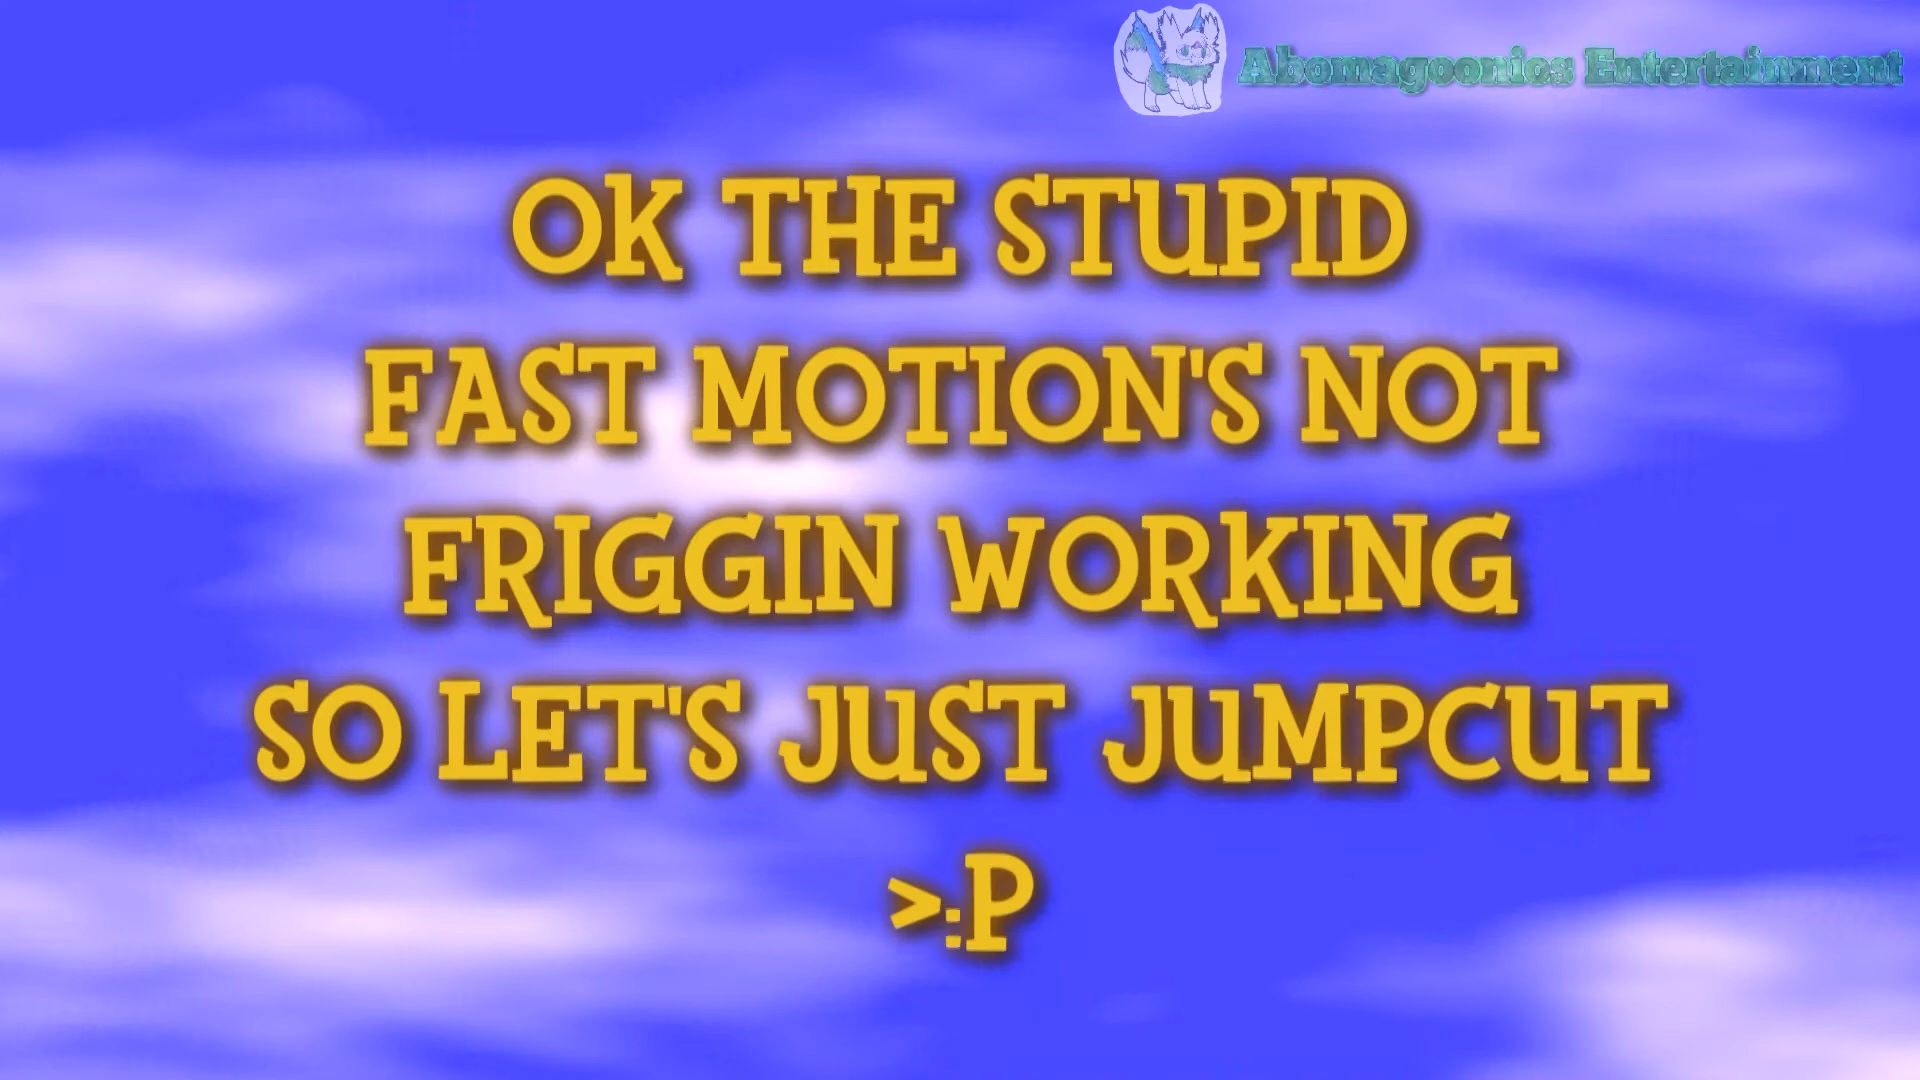 Abomagoonios Entertainment
OK THE STUPID
FAST MOTION'S NOT
FRIGGIN WORKING
SO LET'S JUST JUMPCUT
>:P